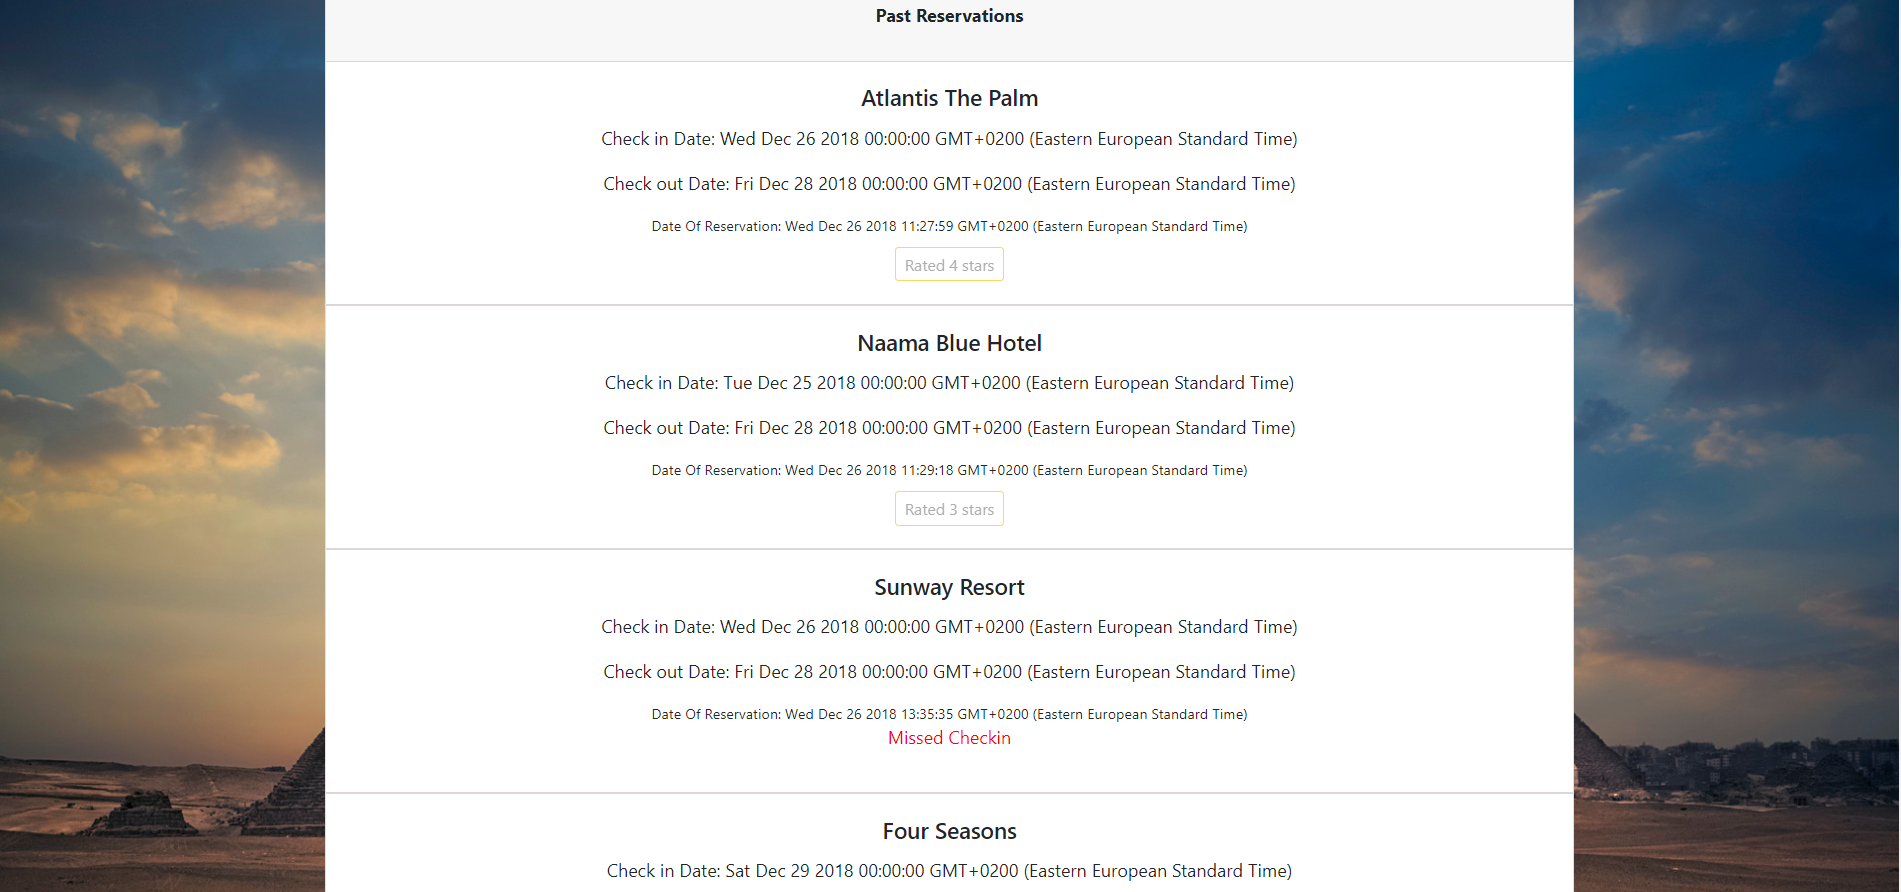 Past Reservations
Atlantis The Palm
Check in Date: Wed Dec 26 2018 00:00:00 GMT+0200 (Eastern European Standard Time)
Check out Date: Fri Dec 28 2018 00:00:00 GMT+0200 (Eastern European Standard Time)
Date Of Reservation: Wed Dec 26 2018 11:27:59 GMT+0200 (Eastern European Standard Time)
Rated 4 stars
Naama Blue Hotel
Check in Date: Tue Dec 25 2018 00:00:00 GMT+0200 (Eastern European Standard Time)
Check out Date: Fri Dec 28 2018 00:00:00 GMT+0200 (Eastern European Standard Time)
Date Of Reservation: Wed Dec 26 2018 11:29:18 GMT+0200 (Eastern European Standard Time)
Rated 3 stars
Sunway Resort
Check in Date: Wed Dec 26 2018 00:00:00 GMT+0200 (Eastern European Standard Time)
Check out Date: Fri Dec 28 2018 00:00:00 GMT+0200 (Eastern European Standard Time)
Date Of Reservation: Wed Dec 26 2018 13:35:35 GMT+0200 (Eastern European Standard Time)
Missed Checkin
Four Seasons
Check in Date: Sat Dec 29 2018 00:00:00 GMT+0200 (Eastern European Standard Time)